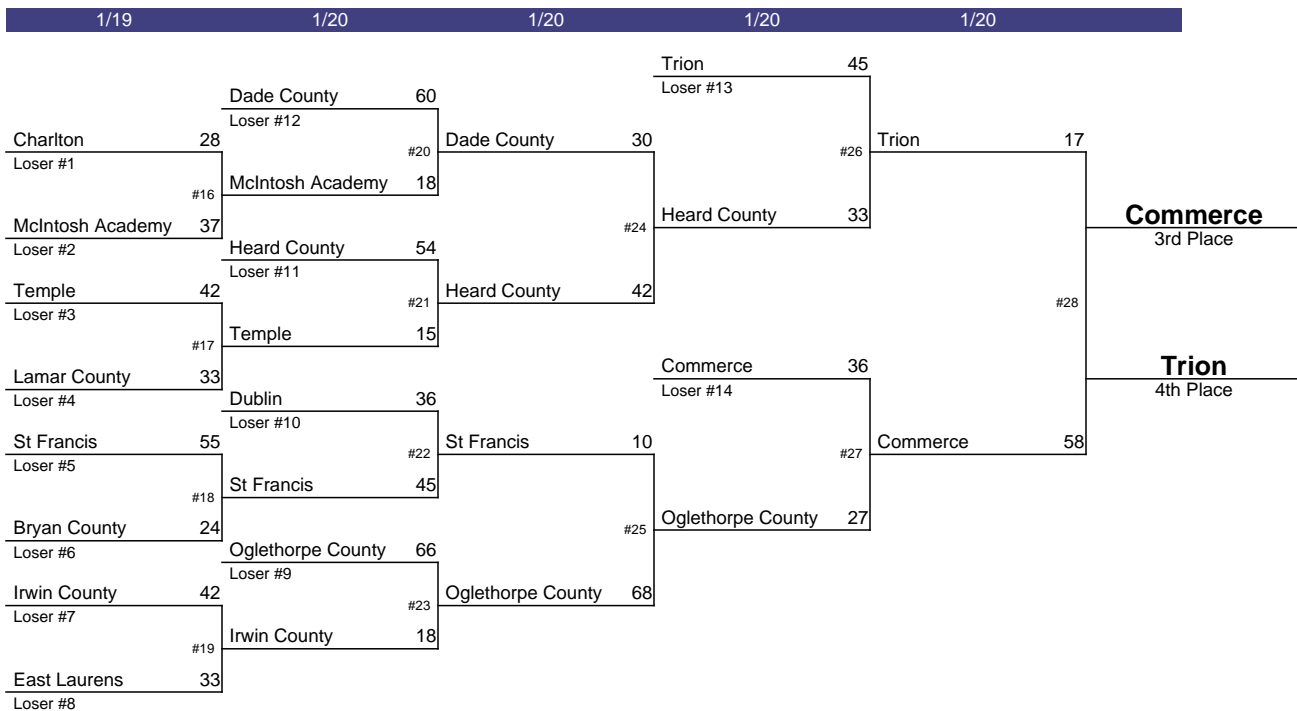 1/19 1/20 1/20 1/20 1/20
Trion 45
Loser #13
Dade County 60
Loser #12
Charlton 28
Loser #1
#20
Dade County 30
#26
Trion 17
McIntosh Academy 18
#16
McIntosh Academy 37
Loser #2
Heard County 33
Commerce
3rd Place
#24
Heard County 54
Loser #11
Temple 42
Loser #3
#21
Heard County 42
#28
Temple 15
#17
Lamar County 33
Loser #4
Commerce 36
Loser #14
Trion
4th Place
Dublin 36
Loser #10
St Francis 55
Loser #5
#22
St Francis 10
#27
Commerce 58
St Francis 45
#18
Bryan County 24
Loser #6
Oglethorpe County 27
#25
Oglethorpe County 66
Loser #9
Irwin County 42
Loser #7
#23
Oglethorpe County 68
Irwin County 18
#19
East Laurens 33
Loser #8